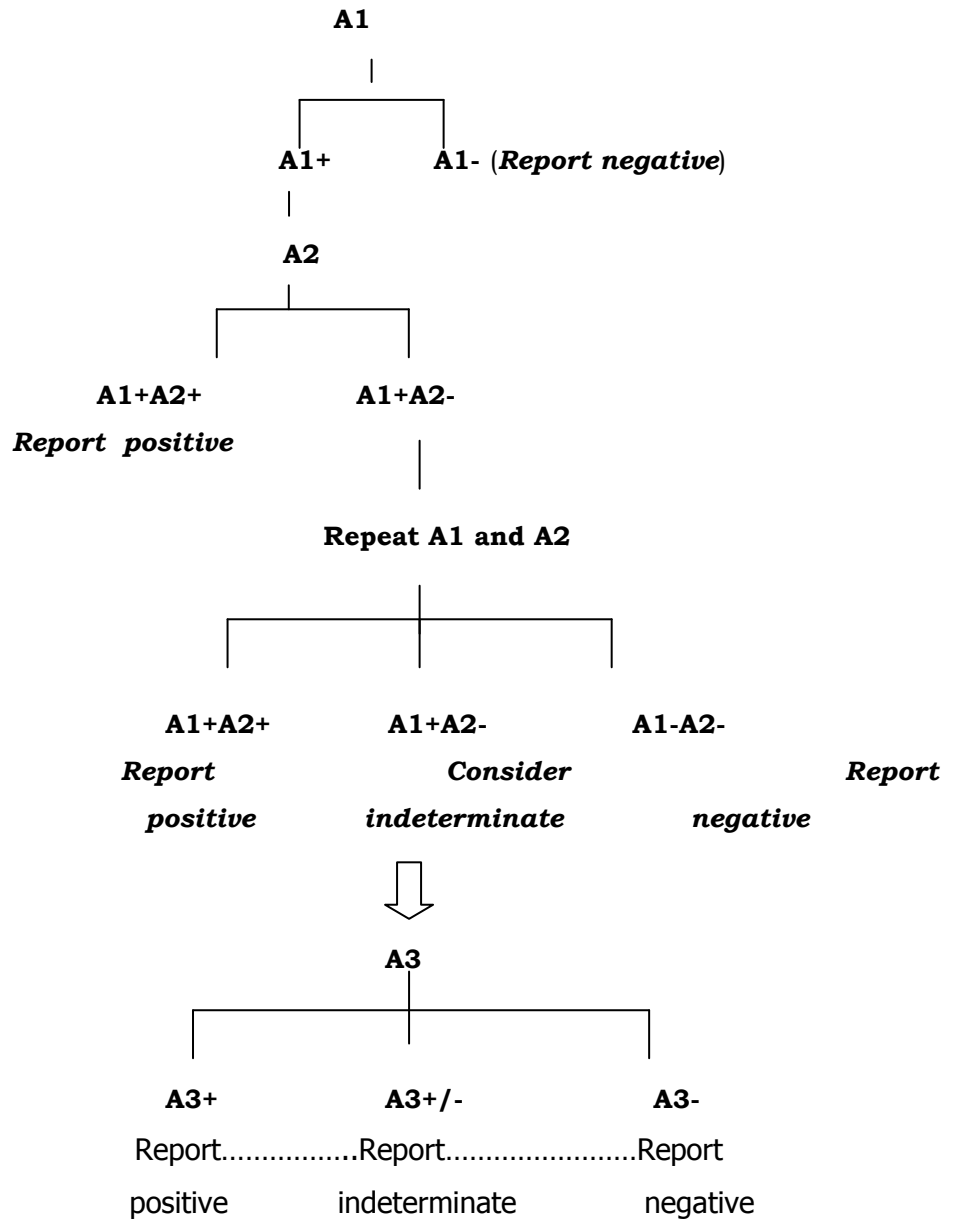 A1
A1+ A1- (Report negative)
A2
A1+A2+ A1+A2-
Report positive
Repeat A1 and A2
A1+A2+ A1+A2- A1-A2-
Report Consider Report
positive indeterminate negative
A3
A3+ A3+/- A3-
Report..................Report.......................Report
positive indeterminate negative